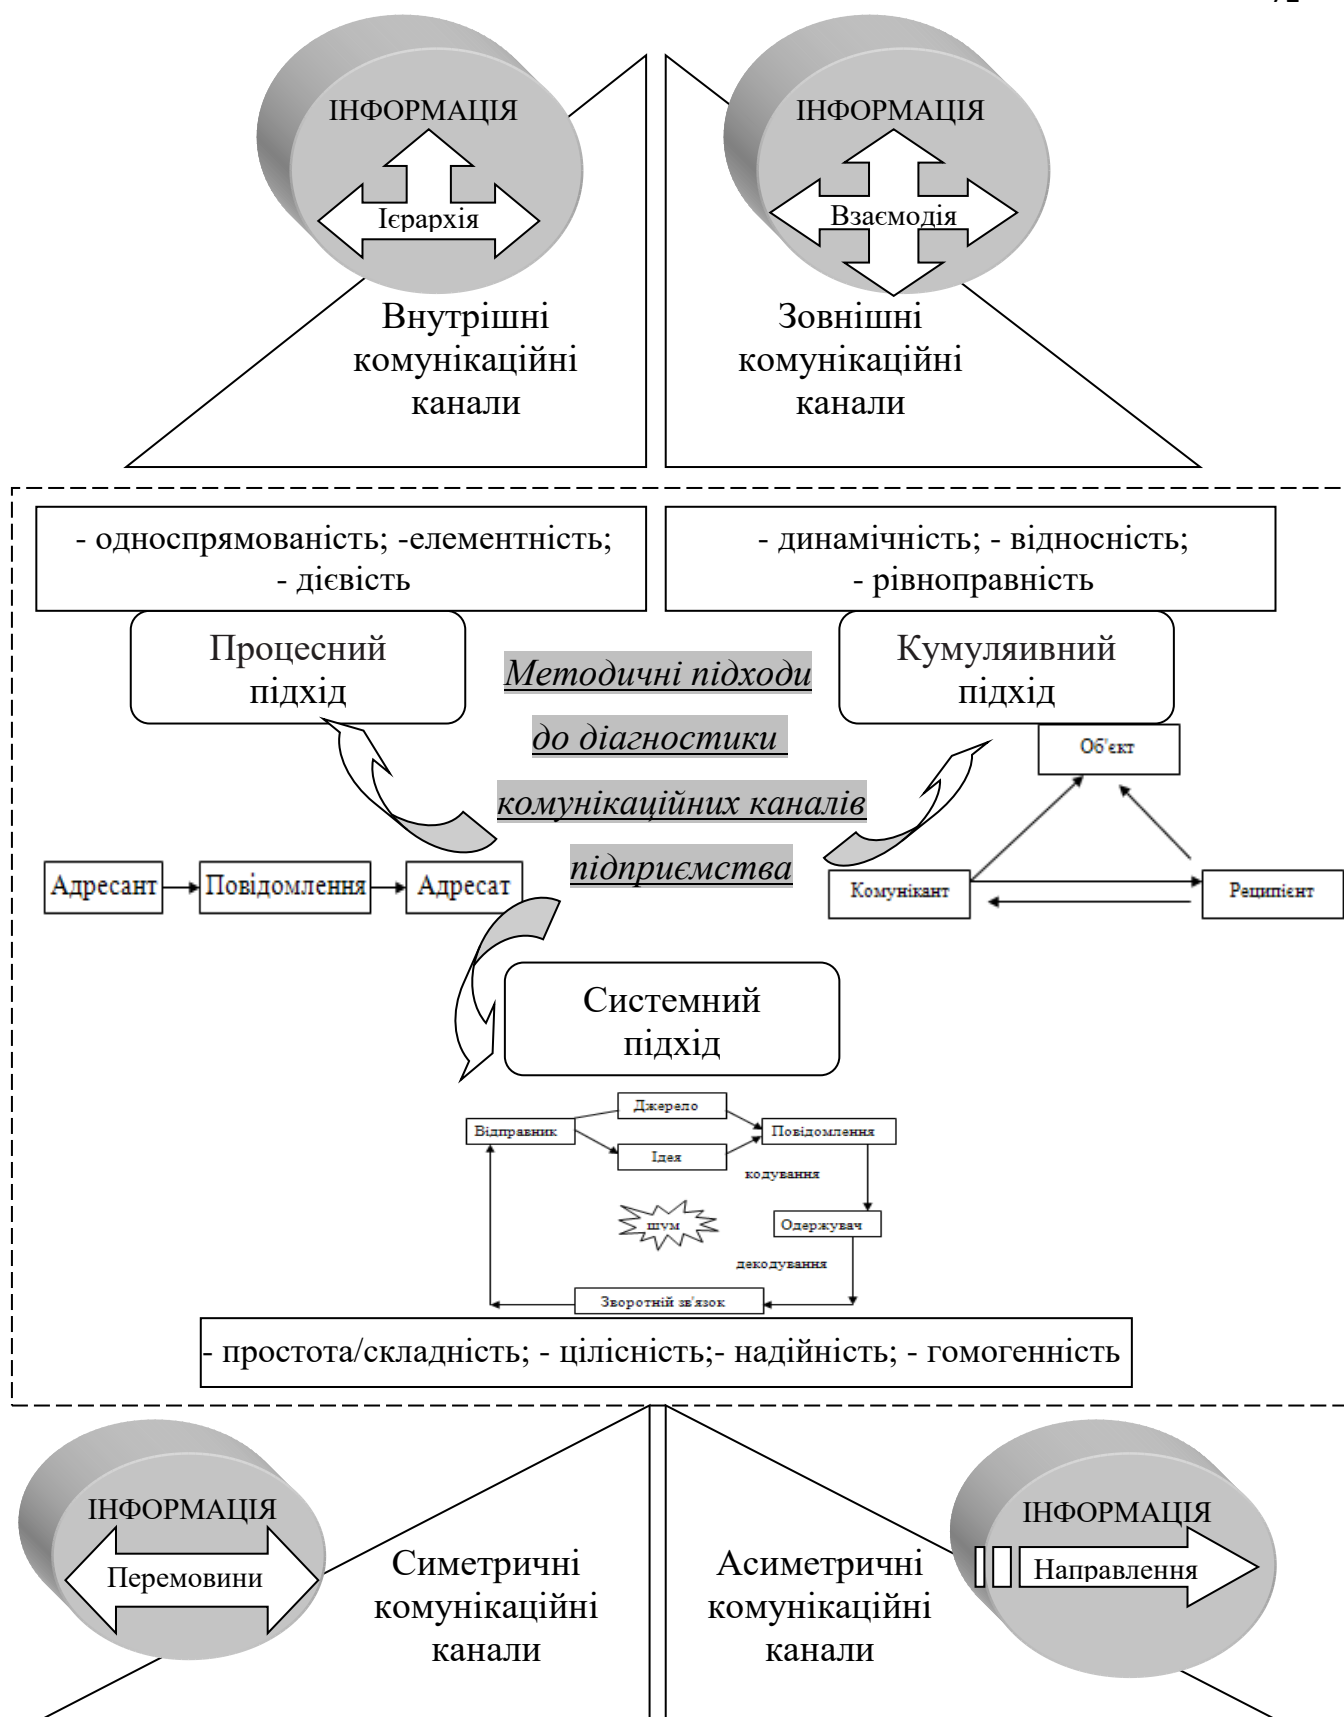 ІНФОРМАЦІЯ
Ієрархія
Внутрішні
комунікаційні
канали
ІНФОРМАЦІЯ
Взаємодія
Зовнішні
комунікаційні
канали
- односпрямованість; -елементність;
- дієвість
- динамічність; - відносність;
- рівноправність
Процесний
підхід
Методичні підходи
до діагностики
комунікаційних каналів
підприємства
Кумуляивний
підхід
Адресант
Повідомлення
Адресат
Об'єкт
Комунікант
Реципієнт
Системний
підхід
Відправник
Джерело
Ідея
Повідомлення
кодування
шум
Одержувач
декодування
Зворотній зв'язок
- простота/складність; - цілісність;- надійність; - гомогенність
ІНФОРМАЦІЯ
Перемовини
Симетричні
комунікаційні
канали
Асиметричні
комунікаційні
канали
ІНФОРМАЦІЯ
Направлення